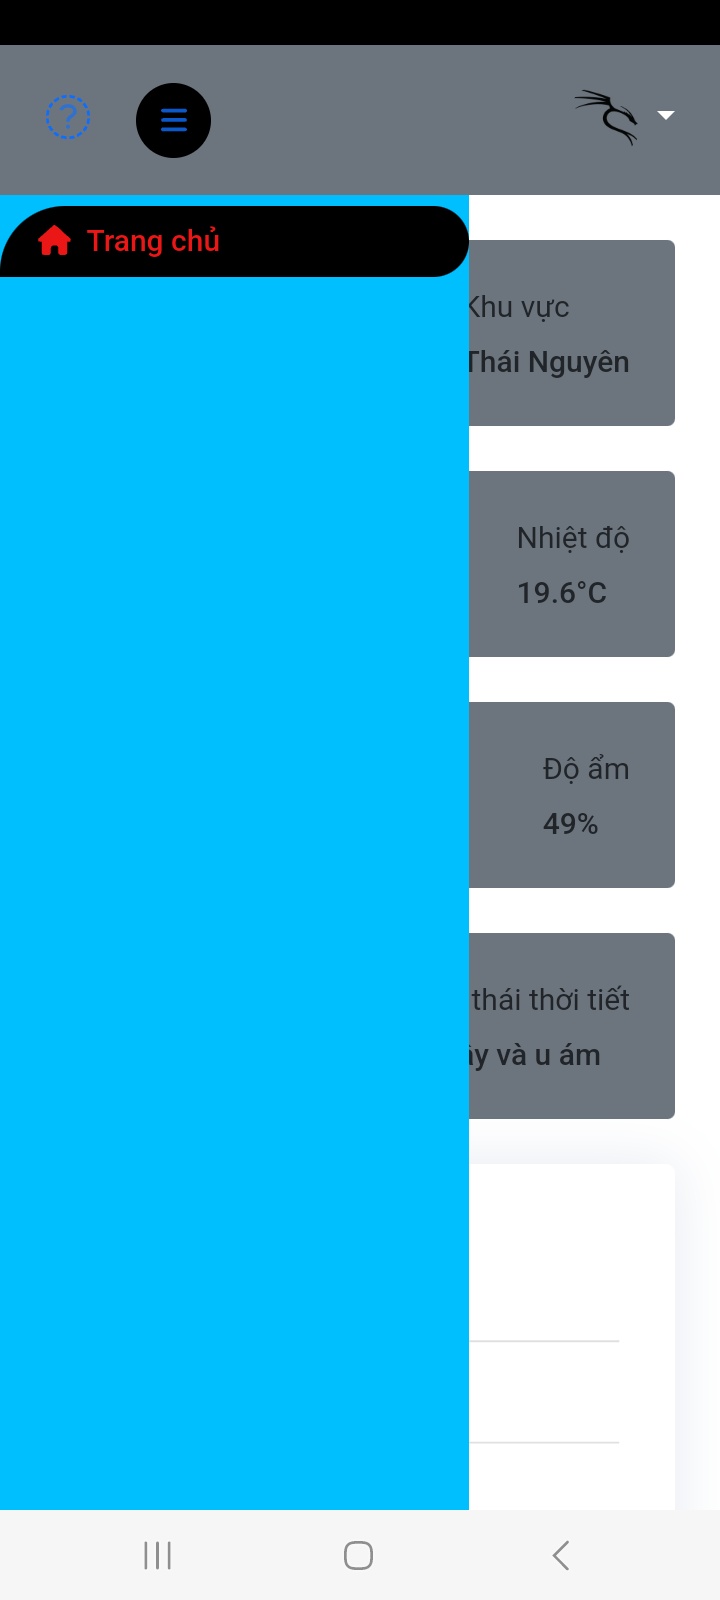 Trang chủ
Khu vực
Thái Nguyên
Nhiệt độ
19.6°C
Độ ẩm
49%
thái thời tiết
và u ám